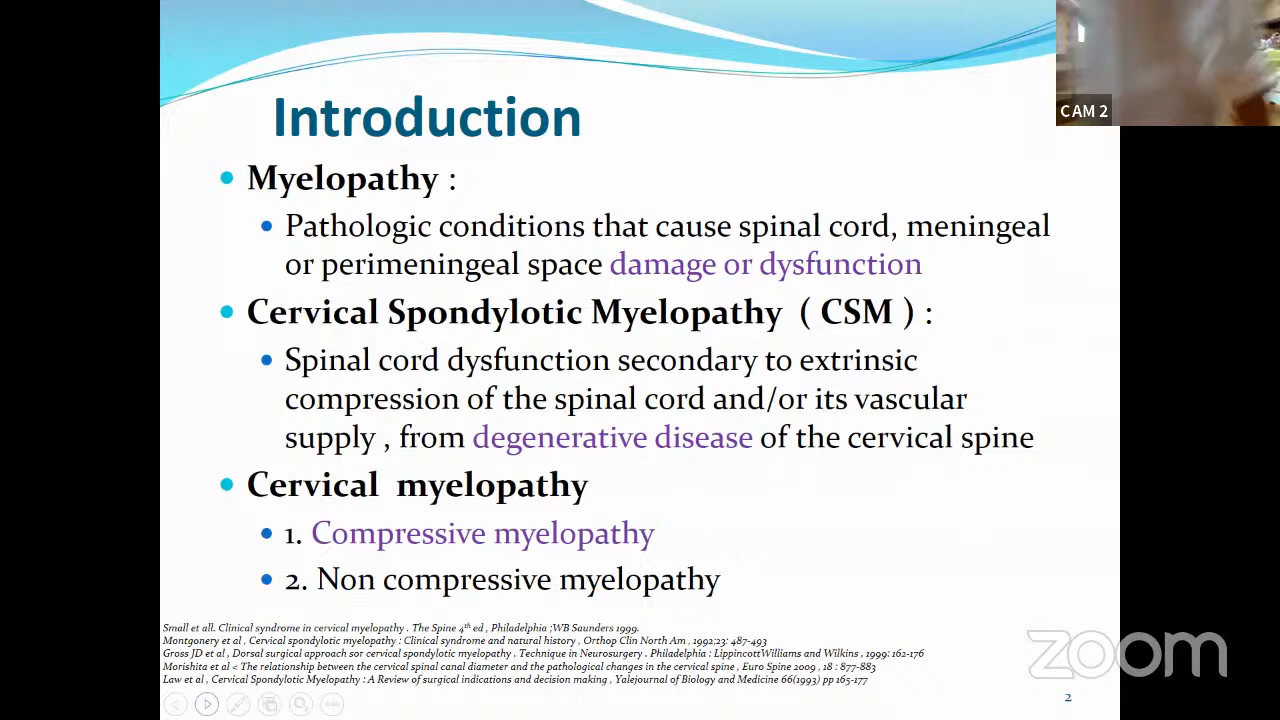 CAM 2
Introduction
Myelopathy :
Pathologic conditions that cause spinal cord, meningeal
or perimeningeal space damage or dysfunction
Cervical Spondylotic Myelopathy ( CSM ) :
Spinal cord dysfunction secondary to extrinsic
compression of the spinal cord and/or its vascular
supply , from degenerative disease of the cervical spine
Cervical myelopathy
1. Compressive myelopathy
2. Non compressive myelopathy
Small et all. Clinical syndrome in cervical myelopathy . The Spine 4th ed , Philadelphia ;WB Saunders 1999.
Montgonery et al , Cervical spondylotic myelopathy : Clinical syndrome and natural history , Orthop Clin North Am , 1992;23: 487-493
Gross JD et al , Dorsal surgical approach sor cervical spondylotic myelopathy . Technique in Neurosurgery . Philadelphia : Lippincott Williams and Wilkins , 1999: 162-176
Morishita et al < The relationship between the cervical spinal canal diameter and the pathological changes in the cervical spine , Euro Spine 2009 , 18 : 877-883
Law et al , Cervical Spondylotic Myelopathy : A Review of surgical indications and decision making , Yalejournal of Biology and Medicine 66(1993) pp 165-177
zoom
2